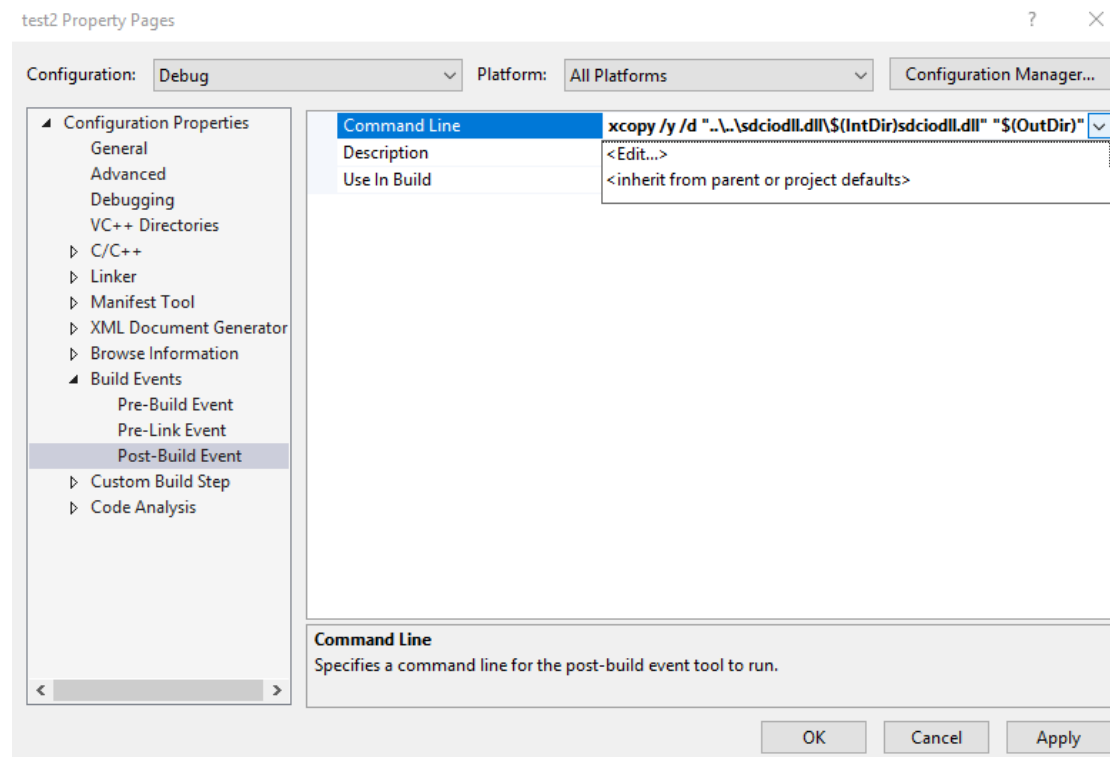 test2 Property Pages
Configuration: Debug Platform: All Platforms Configuration Manager...
Configuration Properties
General
Advanced
Debugging
VC++ Directories
C/C++
Linker
Manifest Tool
XML Document Generator
Browse Information
Build Events
Pre-Build Event
Pre-Link Event
Post-Build Event
Custom Build Step
Code Analysis
Command Line xcopy /y /d "..\..\sdciodll.dll\$(IntDir)sdciodll.dll" "$(OutDir)"
Description <Edit...>
Use In Build <inherit from parent or project defaults>
Command Line
Specifies a command line for the post-build event tool to run.
OK Cancel Apply